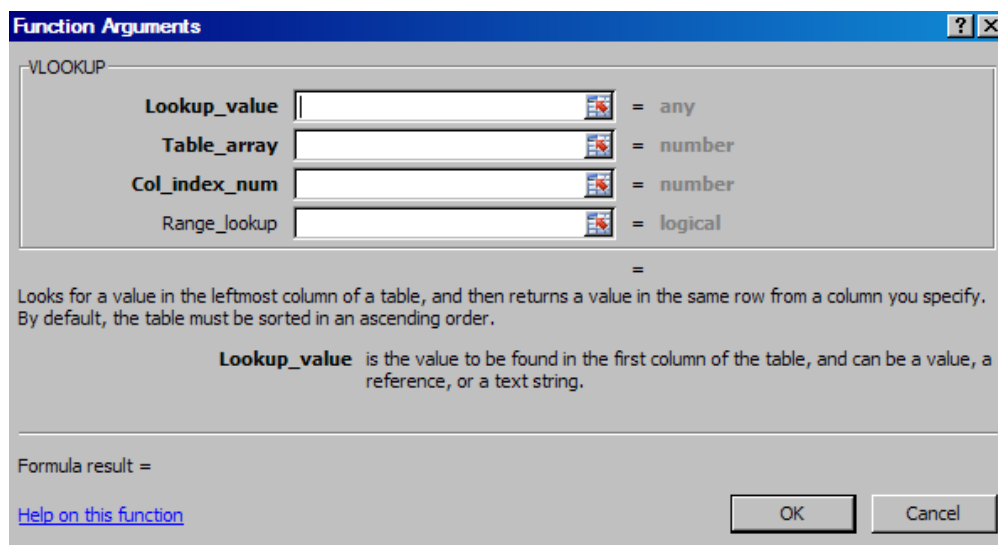 Function Arguments
VLOOKUP
Lookup_value = any
Table_array = number
Col_index_num = number
Range_lookup = logical
=
Looks for a value in the leftmost column of a table, and then returns a value in the same row from a column you specify.
By default, the table must be sorted in an ascending order.
Lookup_value is the value to be found in the first column of the table, and can be a value, a
reference, or a text string.
Formula result =
Help on this function
OK
Cancel